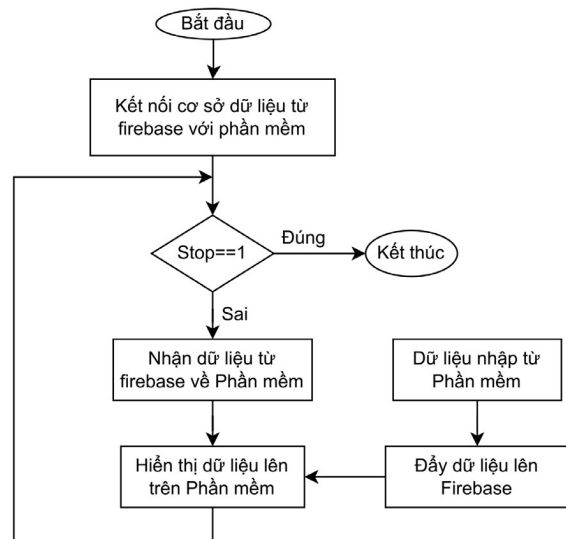 Bắt đầu
Kết nối cơ sở dữ liệu từ
firebase với phần mềm
Stop==1
Đúng
Kết thúc
Sai
Nhận dữ liệu từ
firebase về Phần mềm
Dữ liệu nhập từ
Phần mềm
Hiển thị dữ liệu lên
trên Phần mềm
Đẩy dữ liệu lên
Firebase